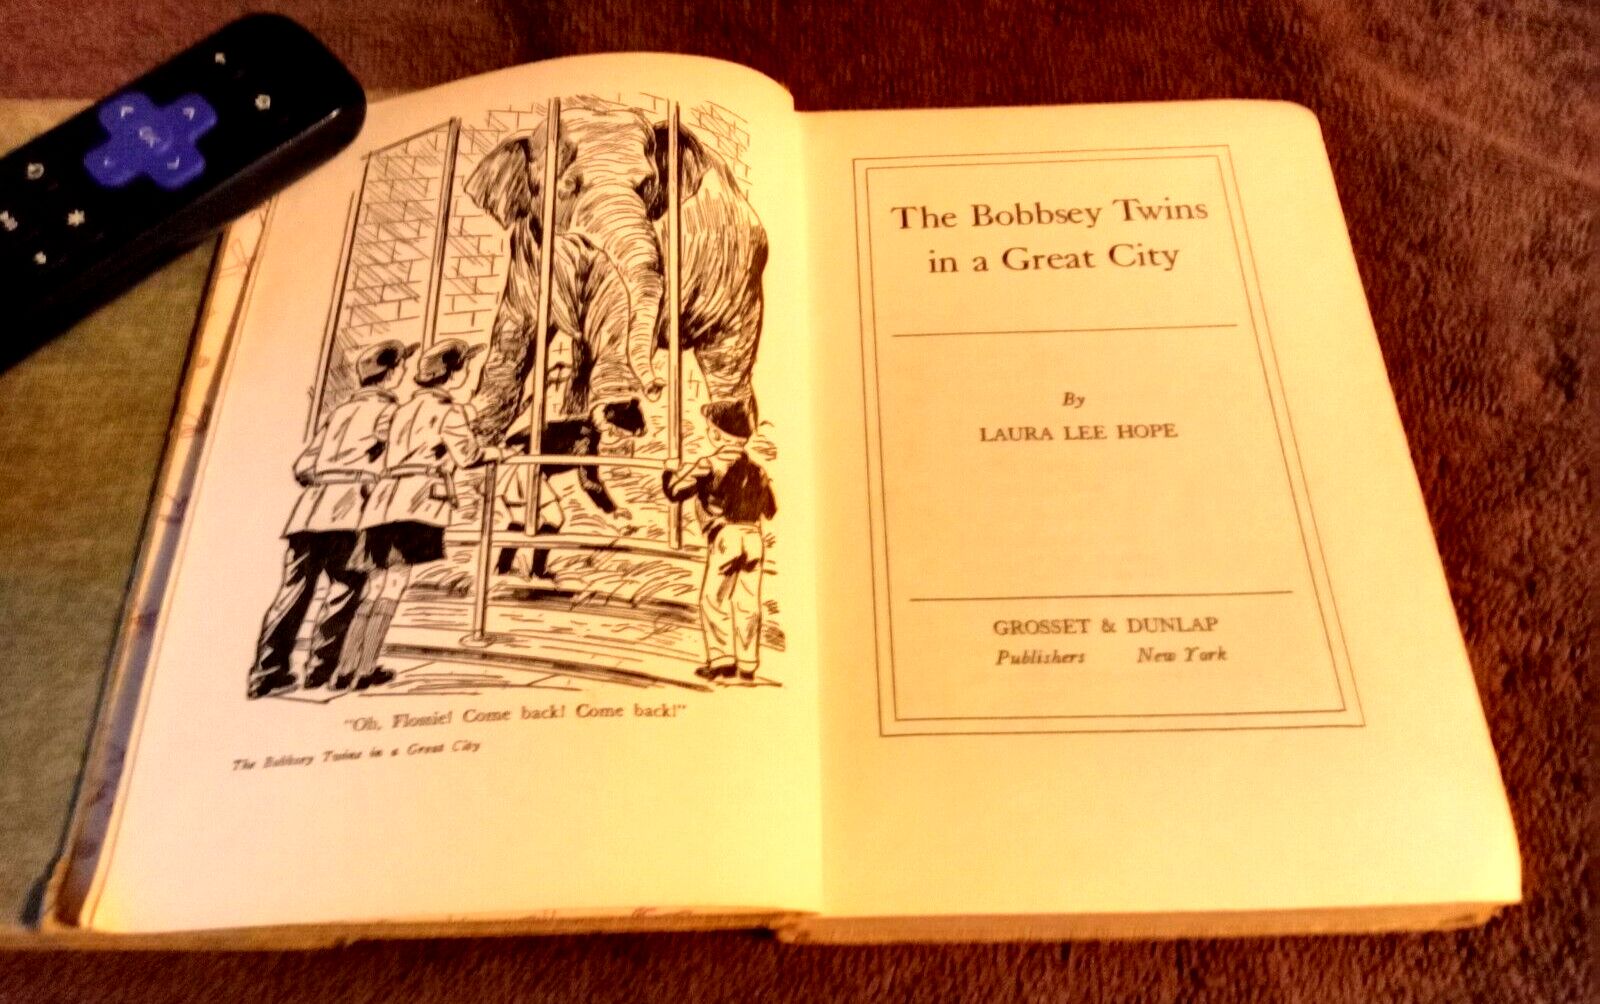 OK
"Oh, Flossie! Come back! Come back!"
The Bobbsey Twins in a Great City
The Bobbsey Twins
in a Great City
By
LAURA LEE HOPE
GROSSET & DUNLAP
Publishers New York